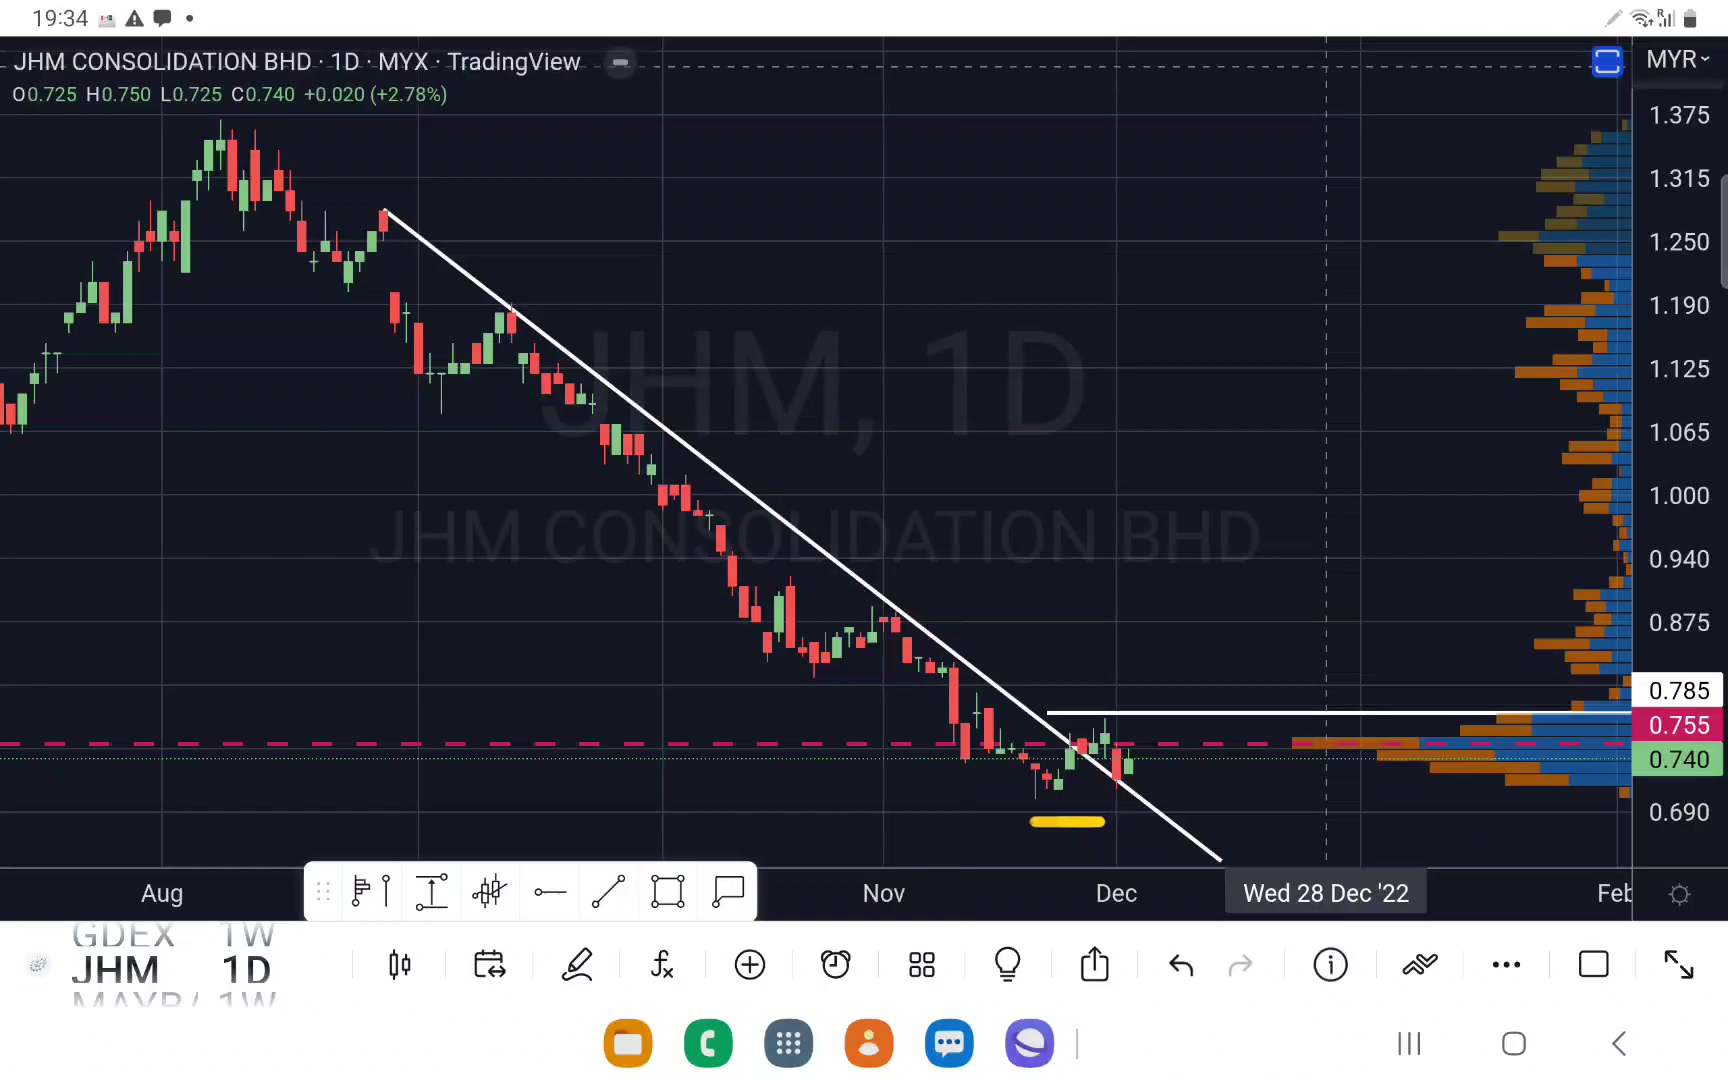 19:34
JHM CONSOLIDATION BHD · 1D · MYX · TradingView
MYR
O0.725 H0.750 L0.725 C0.740 +0.020 (+2.78%)
1.375
1.315
1.250
1.190
1.125
1.065
1.000
0.940
0.875
0.785
0.755
0.740
0.690
JHM, 1D
JHM CONSOLIDATION BHD
Aug
Nov
Dec
Wed 28 Dec '22
Feb
GDEX 1W
JHM 1D
1W